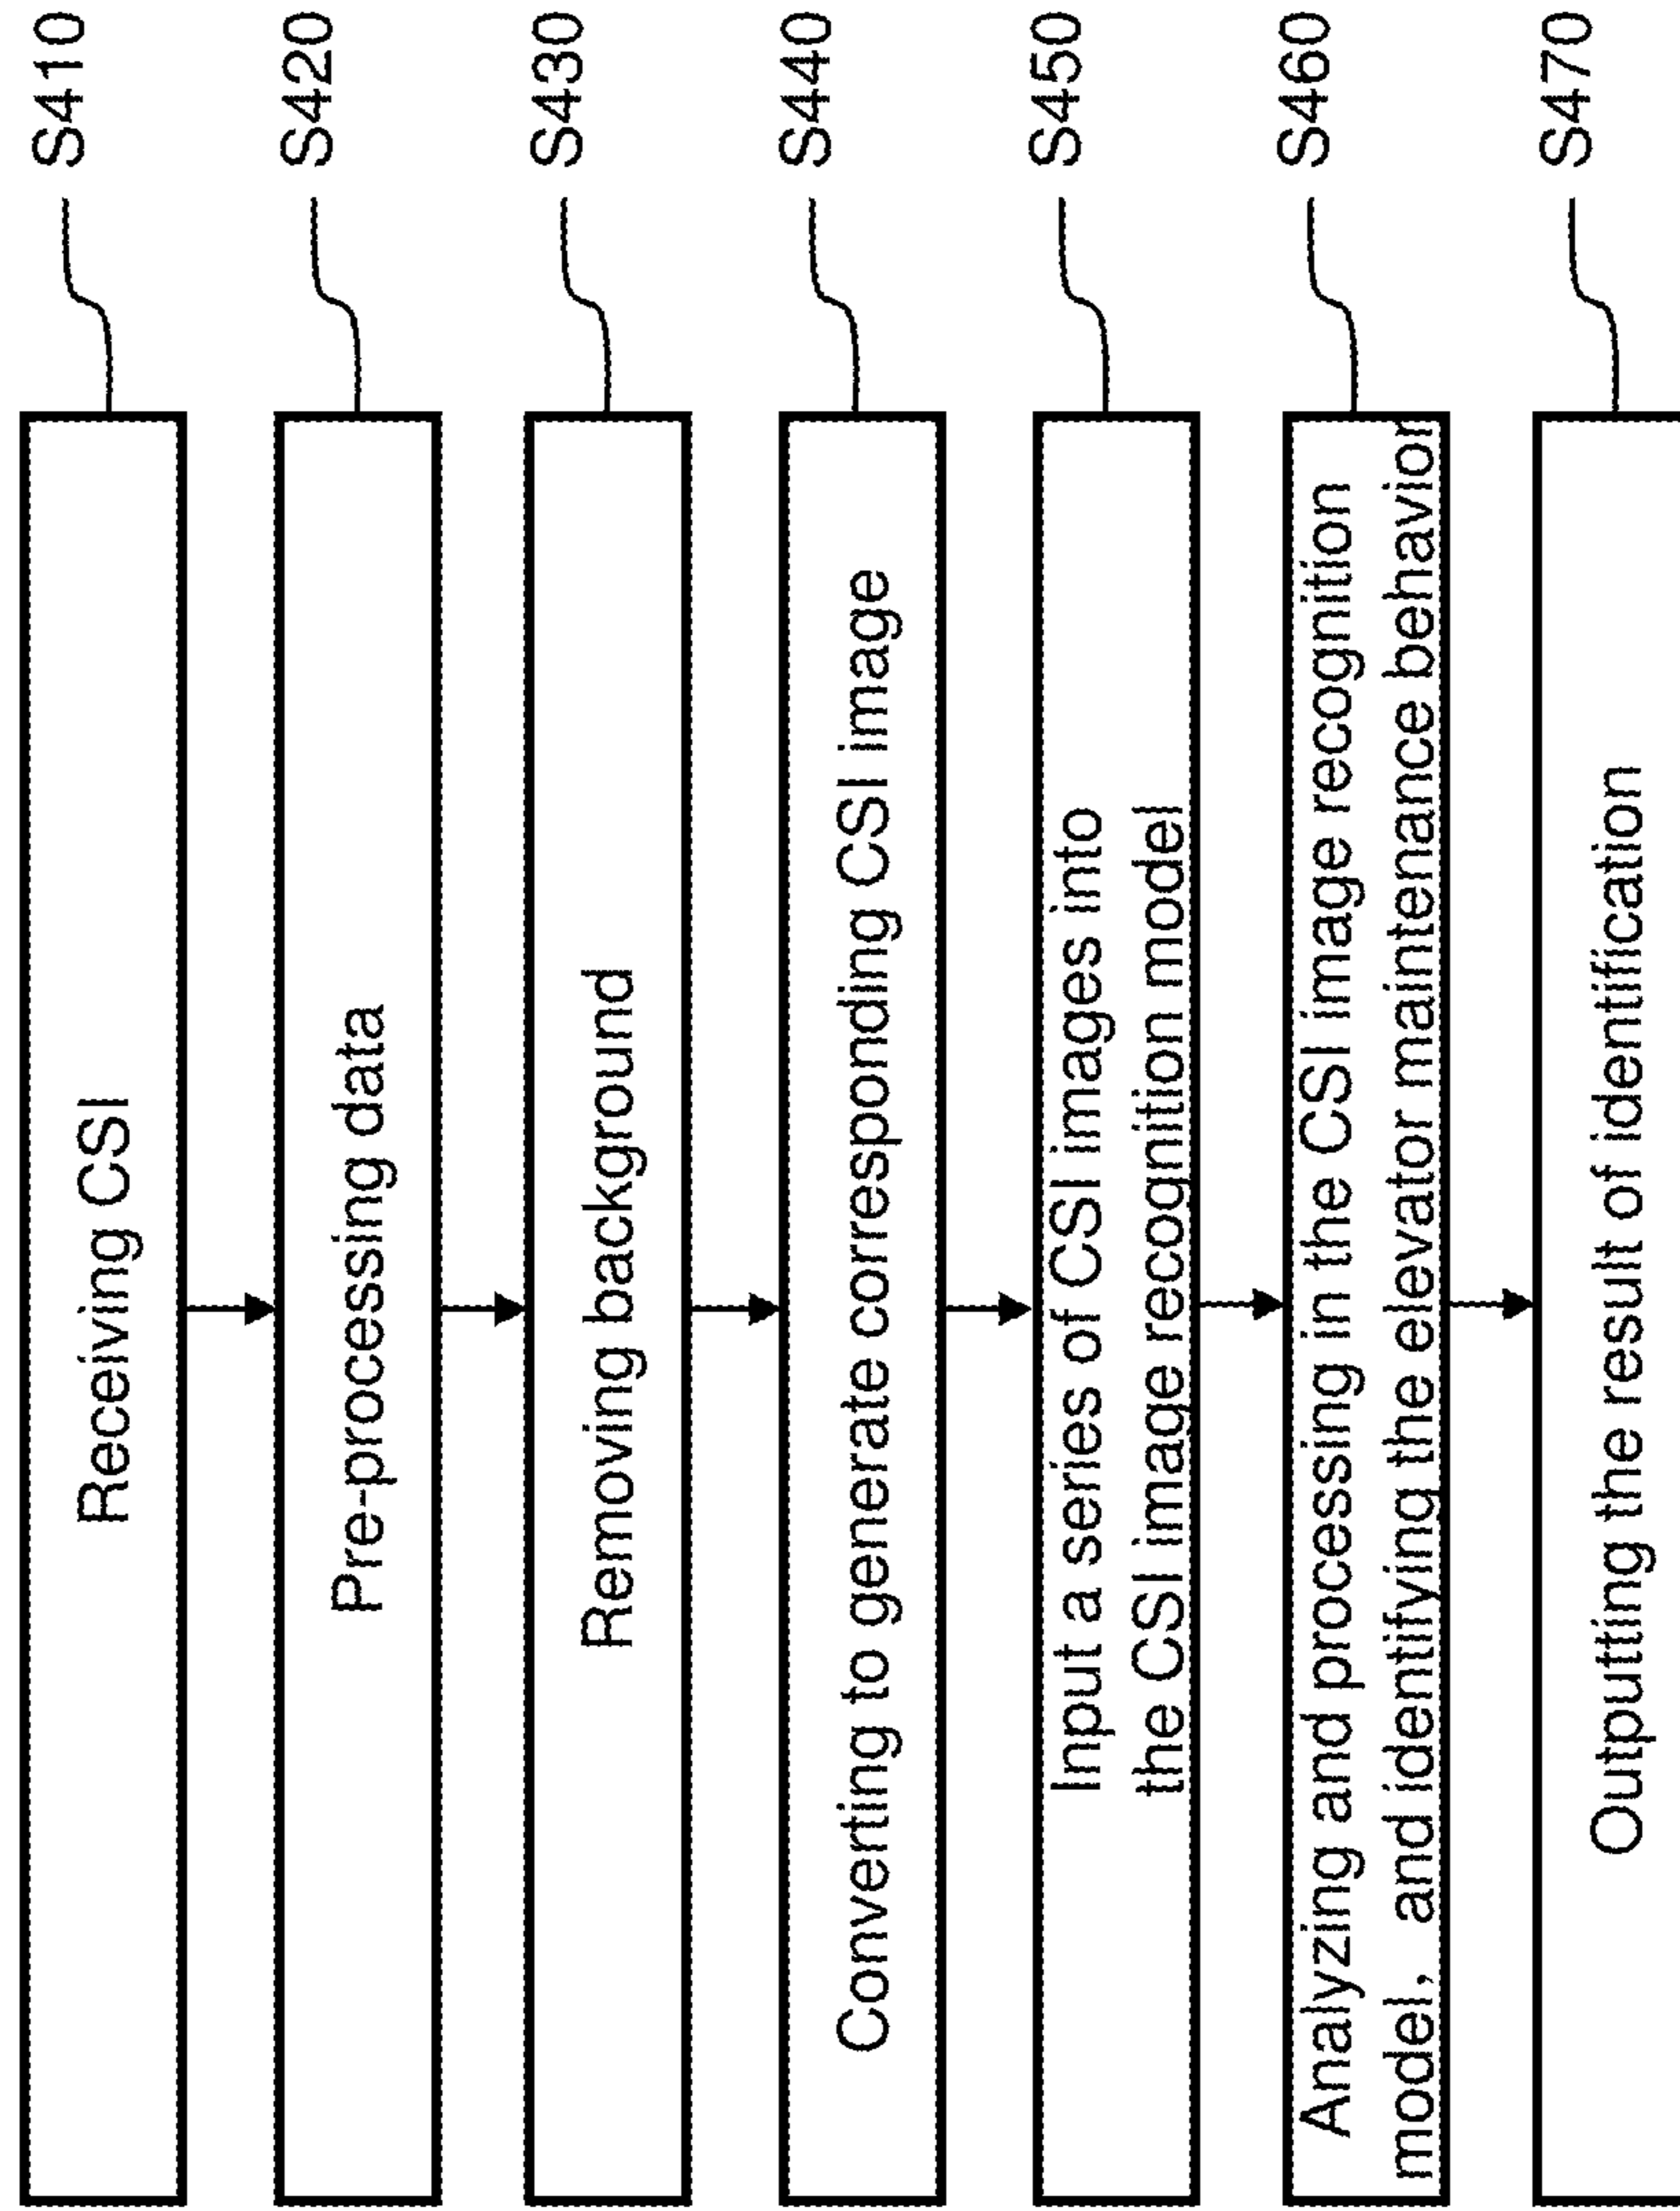 Receiving CSI
S410
Pre-processing data
S420
Removing background
S430
Converting to generate corresponding CSI image
S440
Input a series of CSI images into
the CSI image recognition model
S450
Analyzing and processing in the CSI image recognition
model, and identifying the elevator maintenance behavior
S460
Outputting the result of identification
S470